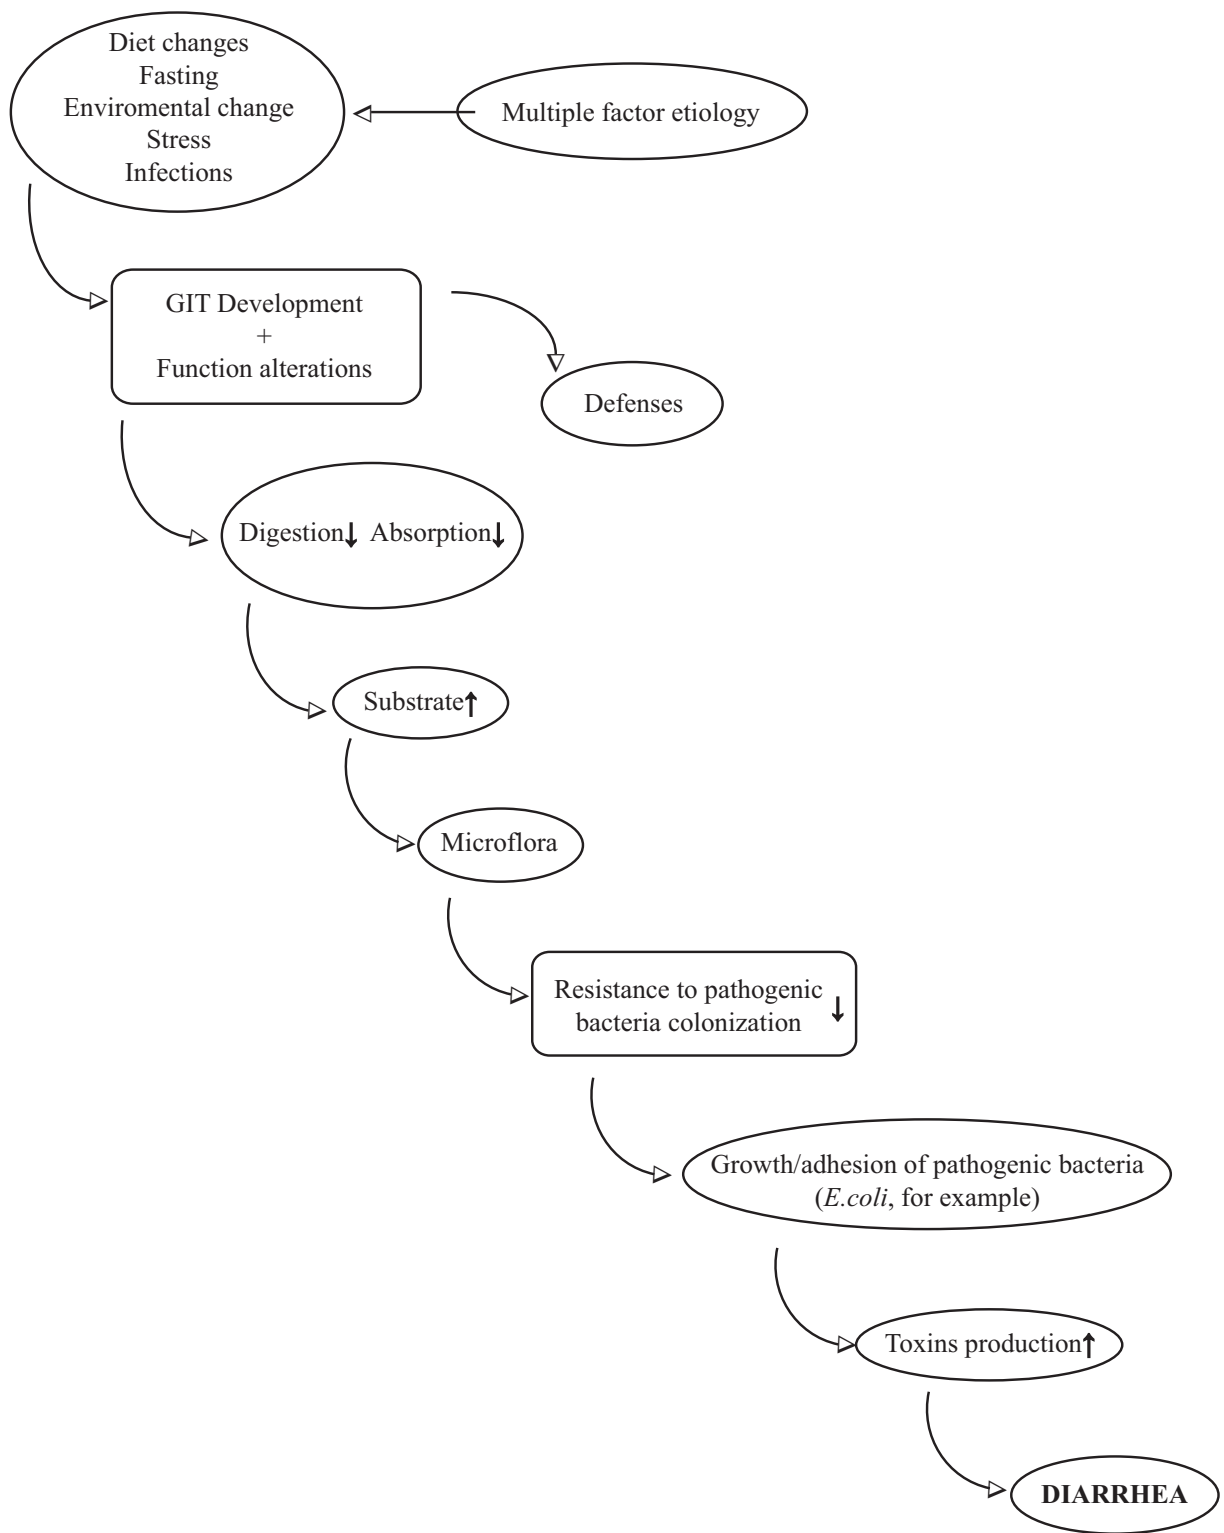 Diet changes
Fasting
Enviromental change
Stress
Infections
Multiple factor etiology
GIT Development
+
Function alterations
Defenses
Digestion↓ Absorption↓
Substrate↑
Microflora
Resistance to pathogenic
bacteria colonization ↓
Growth/adhesion of pathogenic bacteria
(E.coli, for example)
Toxins production↑
DIARRHEA